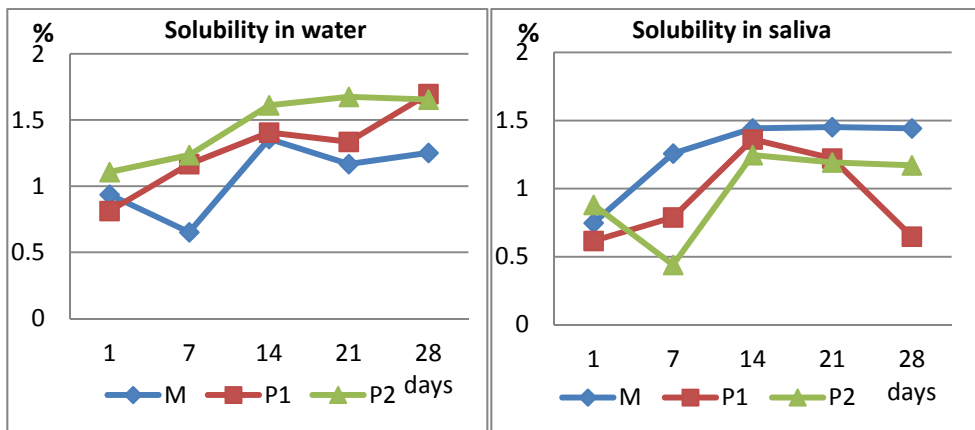 % Solubility in water
2
1.5
1
0.5
0
1 7 14 21 28
days
M P1 P2
% Solubility in saliva
2
1.5
1
0.5
0
1 7 14 21 28
days
M P1 P2